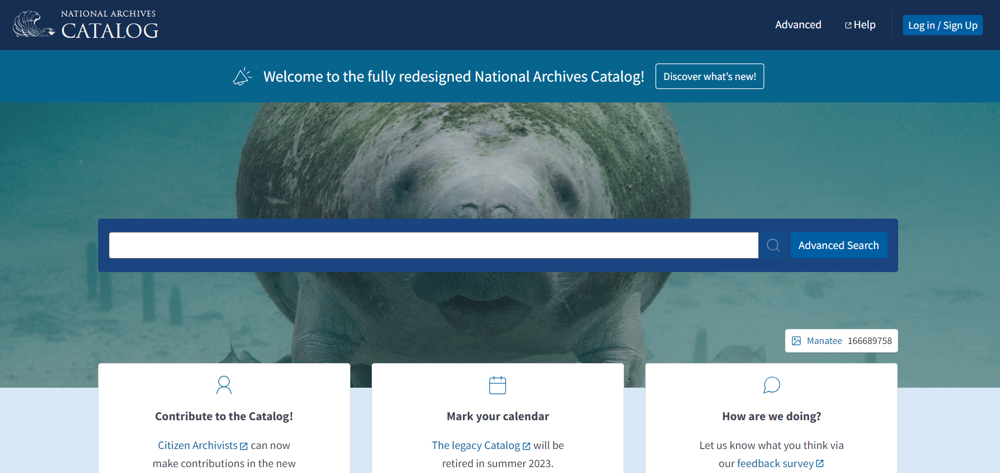 NATIONAL ARCHIVES
CATALOG
Advanced
Help
Log in / Sign Up
Welcome to the fully redesigned National Archives Catalog!
Discover what’s new!
Advanced Search
Manatee 166689758
Contribute to the Catalog!
Citizen Archivists can now
make contributions in the new
Mark your calendar
The legacy Catalog will be
retired in summer 2023.
How are we doing?
Let us know what you think via
our feedback survey